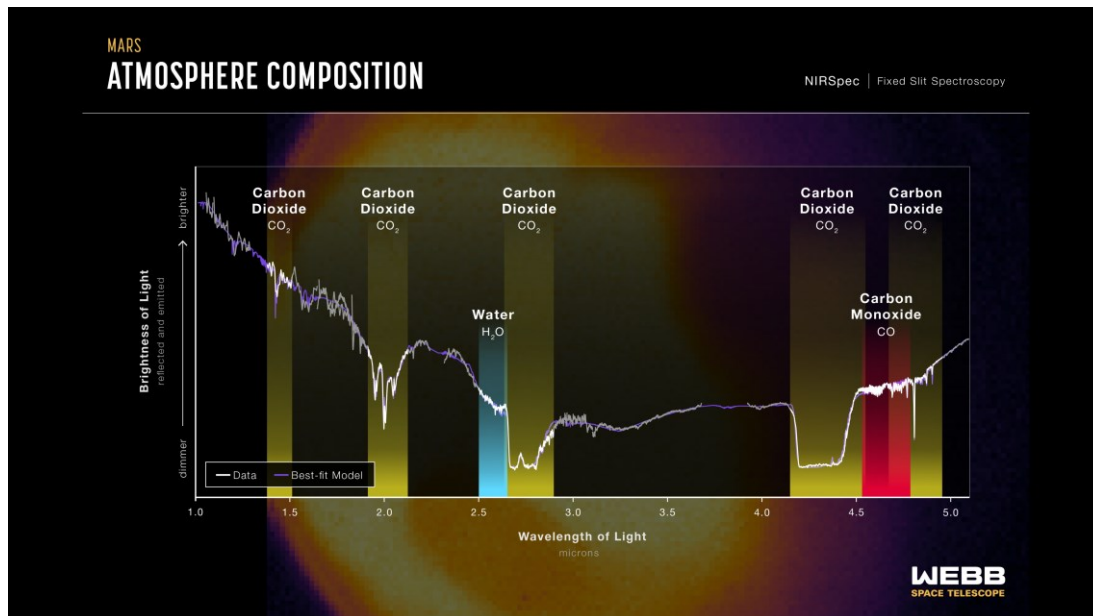 MARS
ATMOSPHERE COMPOSITION
NIRSpec | Fixed Slit Spectroscopy
brighter
Brightness of Light
reflected and emitted
dimmer
Carbon
Dioxide
CO₂
Carbon
Dioxide
CO₂
Carbon
Dioxide
CO₂
Carbon
Dioxide
CO₂
Carbon
Dioxide
CO₂
Water
H₂O
Carbon
Monoxide
CO
Data
Best-fit Model
1.0 1.5 2.0 2.5 3.0 3.5 4.0 4.5 5.0
Wavelength of Light
microns
WEBB
SPACE TELESCOPE